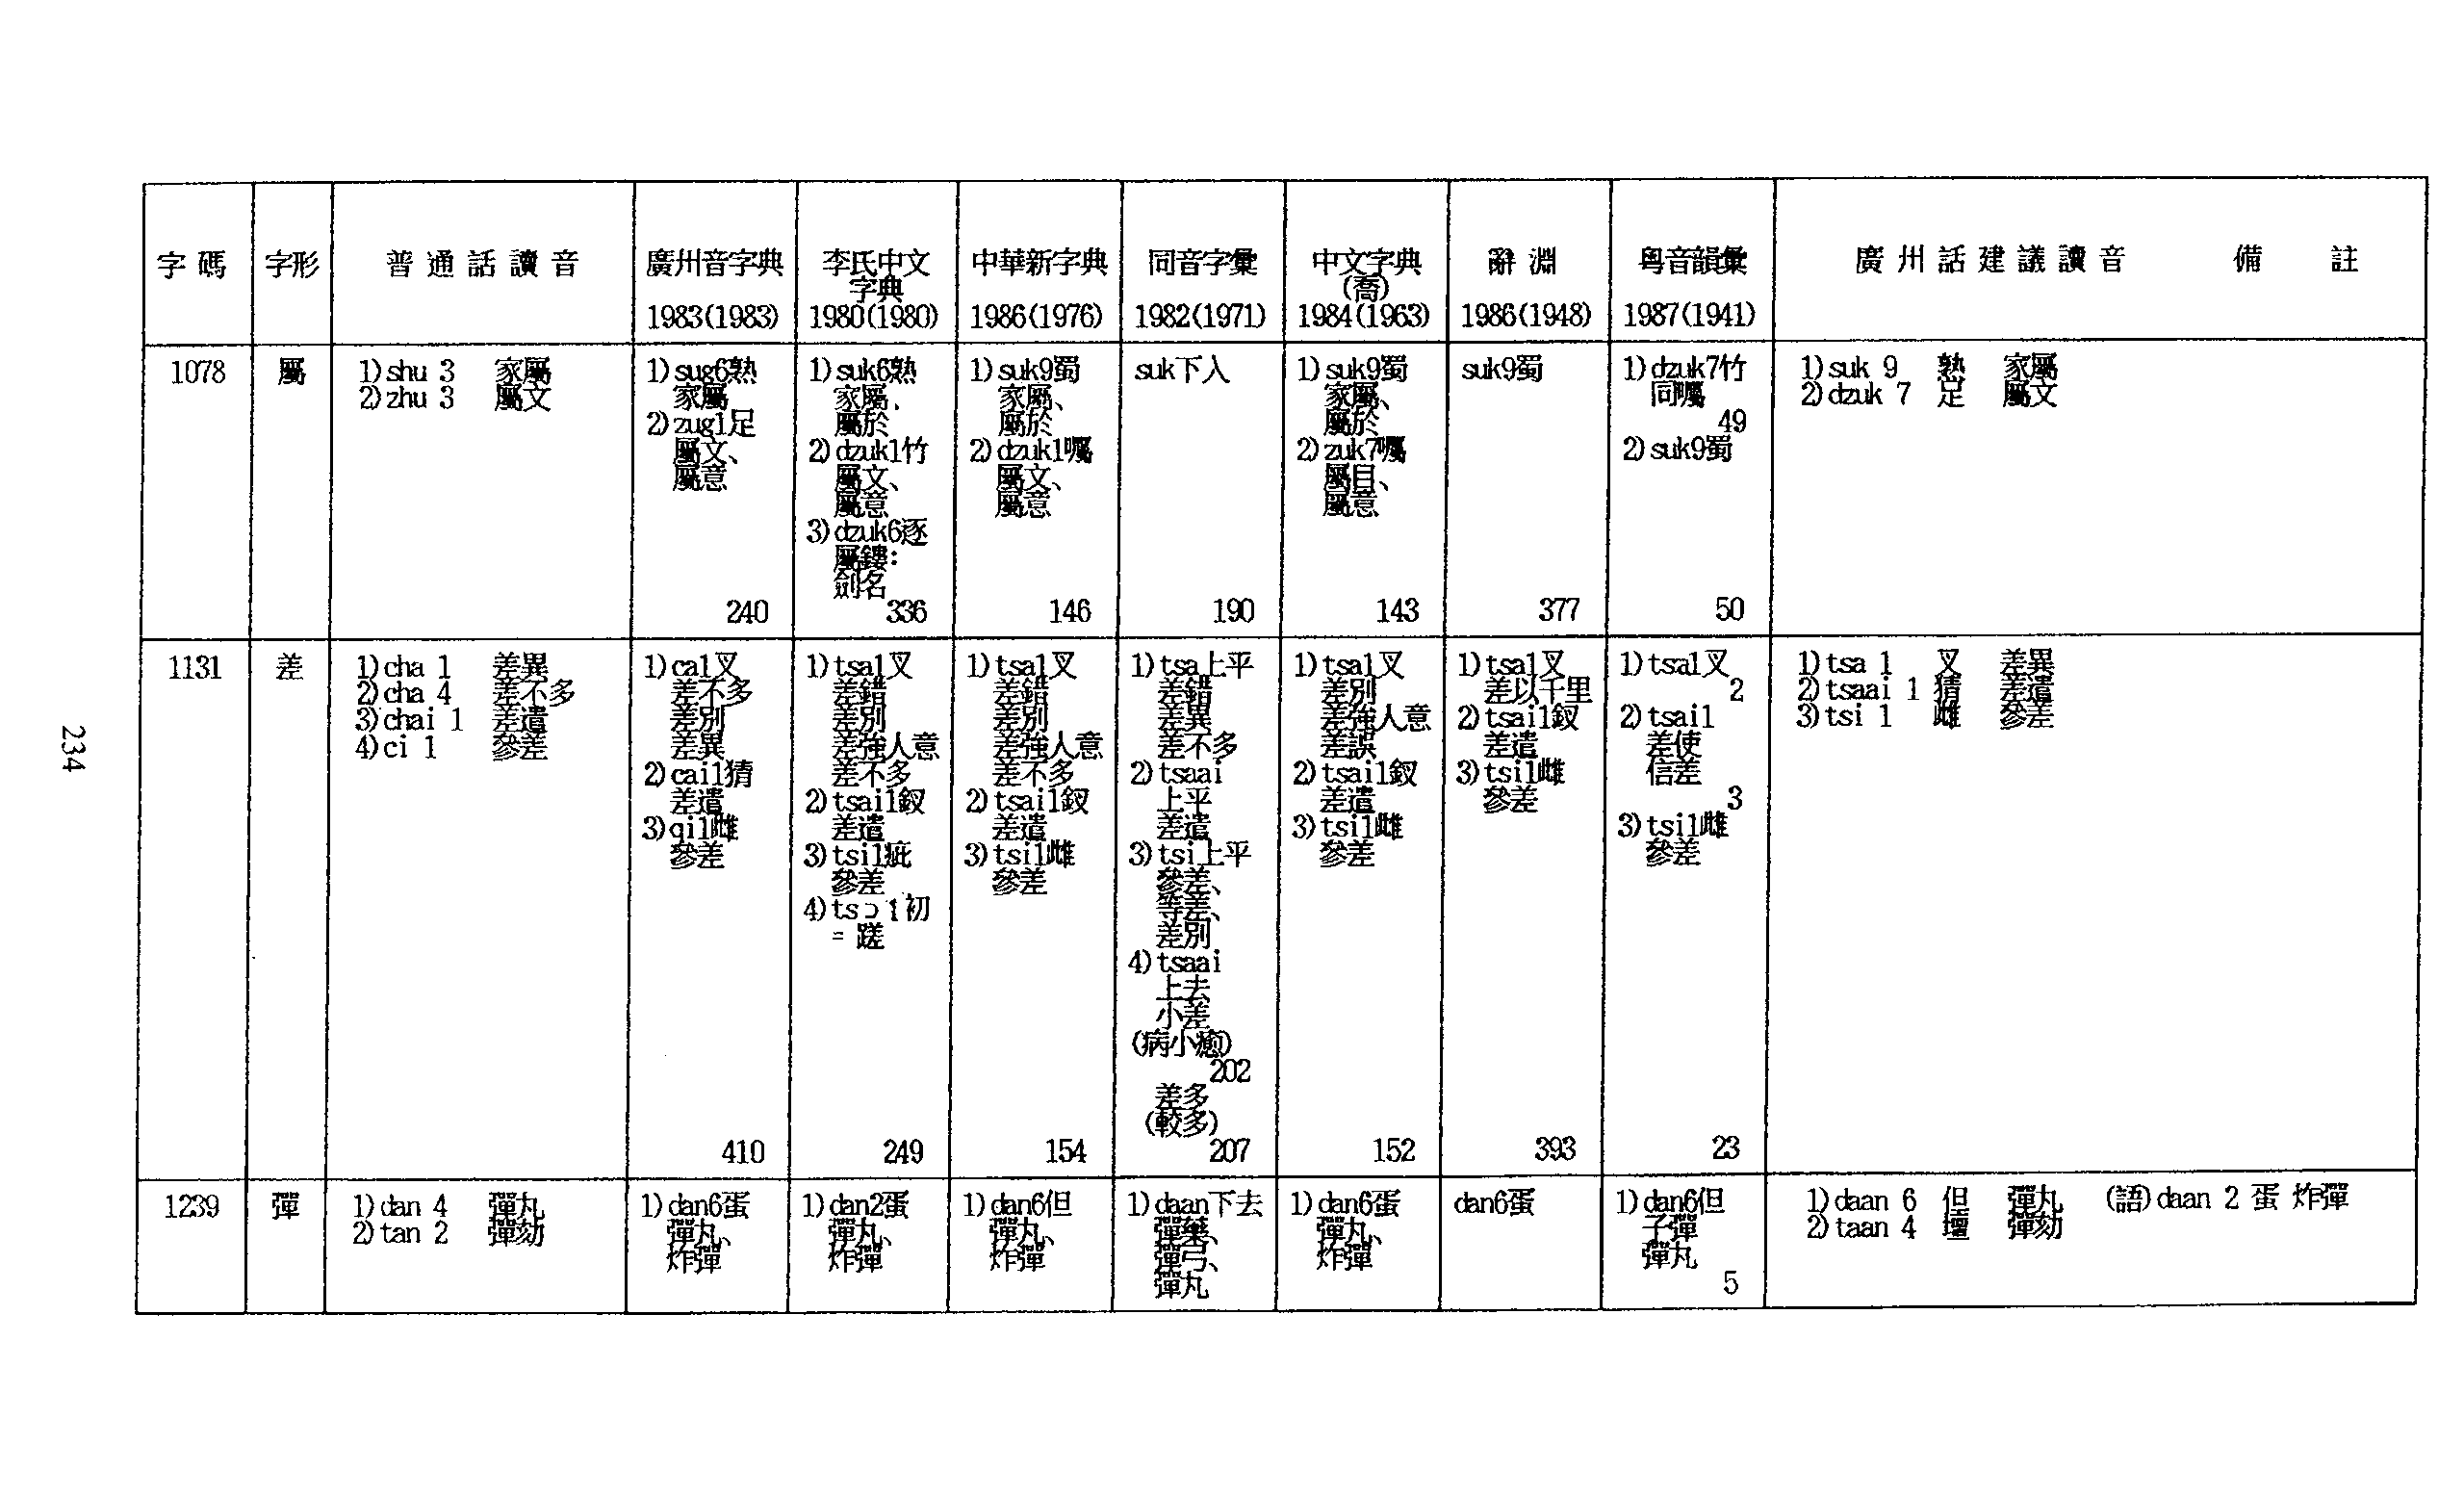 字 碼
字形
普 通 話 讀 音
廣州音字典
1983(1983)
李氏中文
字典
1980(1980)
中華新字典
1986(1976)
同音字彙
1982(1971)
中文字典
(喬)
1984(1963)
辭 淵
1986(1948)
粵音韻彙
1987(1941)
廣 州 話 建 議 讀 音
備 註
1078
屬
1)shu 3 家屬
2)zhu 3 屬文
1)sug6熟
家屬
2)zug1足
屬文、
屬意
240
1)suk6熟
家屬、
屬於
2)dzuk1竹
屬文、
屬意
3)dzuk6逐
屬鏤：
劍名
336
1)suk9蜀
家屬、
屬於
2)dzuk1囑
屬文、
屬意
146
suk下入
190
1)suk9蜀
家屬、
屬於
2)zuk7囑
屬目、
屬意
143
suk9蜀
377
1)dzuk7竹
同囑
49
2)suk9蜀
50
1)suk 9 熟 家屬
2)dzuk 7 足 屬文
1131
差
1)cha 1 差異
2)cha 4 差不多
3)chai 1 差遣
4)ci 1 參差
1)ca1叉
差不多
差別
差異
2)cai1猜
差遣
3)qi1雌
參差
410
1)tsa1叉
差錯
差別
差強人意
差不多
2)tsai1釵
差遣
3)tsi1疵
參差
4)tsɔ1初
= 蹉
249
1)tsa1叉
差錯
差別
差強人意
差不多
2)tsai1釵
差遣
3)tsi1雌
參差
154
1)tsa上平
差錯
差異
差不多
2)tsaai
上平
差遣
3)tsi上平
參差、
等差、
差別
4)tsaai
上去
小差
(病小癒)
202
差多
(較多)
207
1)tsa1叉
差別
差強人意
差誤
2)tsai1釵
差遣
3)tsi1雌
參差
152
1)tsa1叉
差以千里
2)tsai1釵
差遣
3)tsi1雌
參差
393
1)tsa1叉
2
2)tsai1
差使
信差
3
3)tsi1雌
參差
23
1)tsa 1 叉 差異
2)tsaai 1 猜 差遣
3)tsi 1 雌 參差
1239
彈
1)dan 4 彈丸
2)tan 2 彈劾
1)dan6蛋
彈丸、
炸彈
1)dan2蛋
彈丸、
炸彈
1)dan6但
彈丸、
炸彈
1)daan下去
彈藥、
彈弓、
彈丸
1)dan6蛋
彈丸、
炸彈
dan6蛋
1)dan6但
子彈
彈丸
5
1)daan 6 但 彈丸 (語)daan 2 蛋 炸彈
2)taan 4 壇 彈劾
234